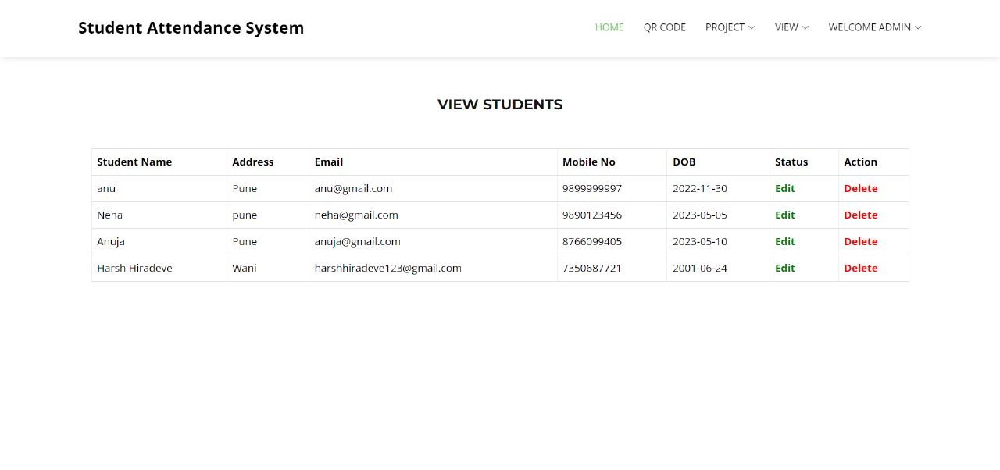 Student Attendance System HOME QR CODE PROJECT VIEW WELCOME ADMIN
VIEW STUDENTS
Student Name Address Email Mobile No DOB Status Action
anu Pune anu@gmail.com 9899999997 2022-11-30 Edit Delete
Neha pune neha@gmail.com 9890123456 2023-05-05 Edit Delete
Anuja Pune anuja@gmail.com 8766099405 2023-05-10 Edit Delete
Harsh Hiradeve Wani harshhiradeve123@gmail.com 7350687721 2001-06-24 Edit Delete